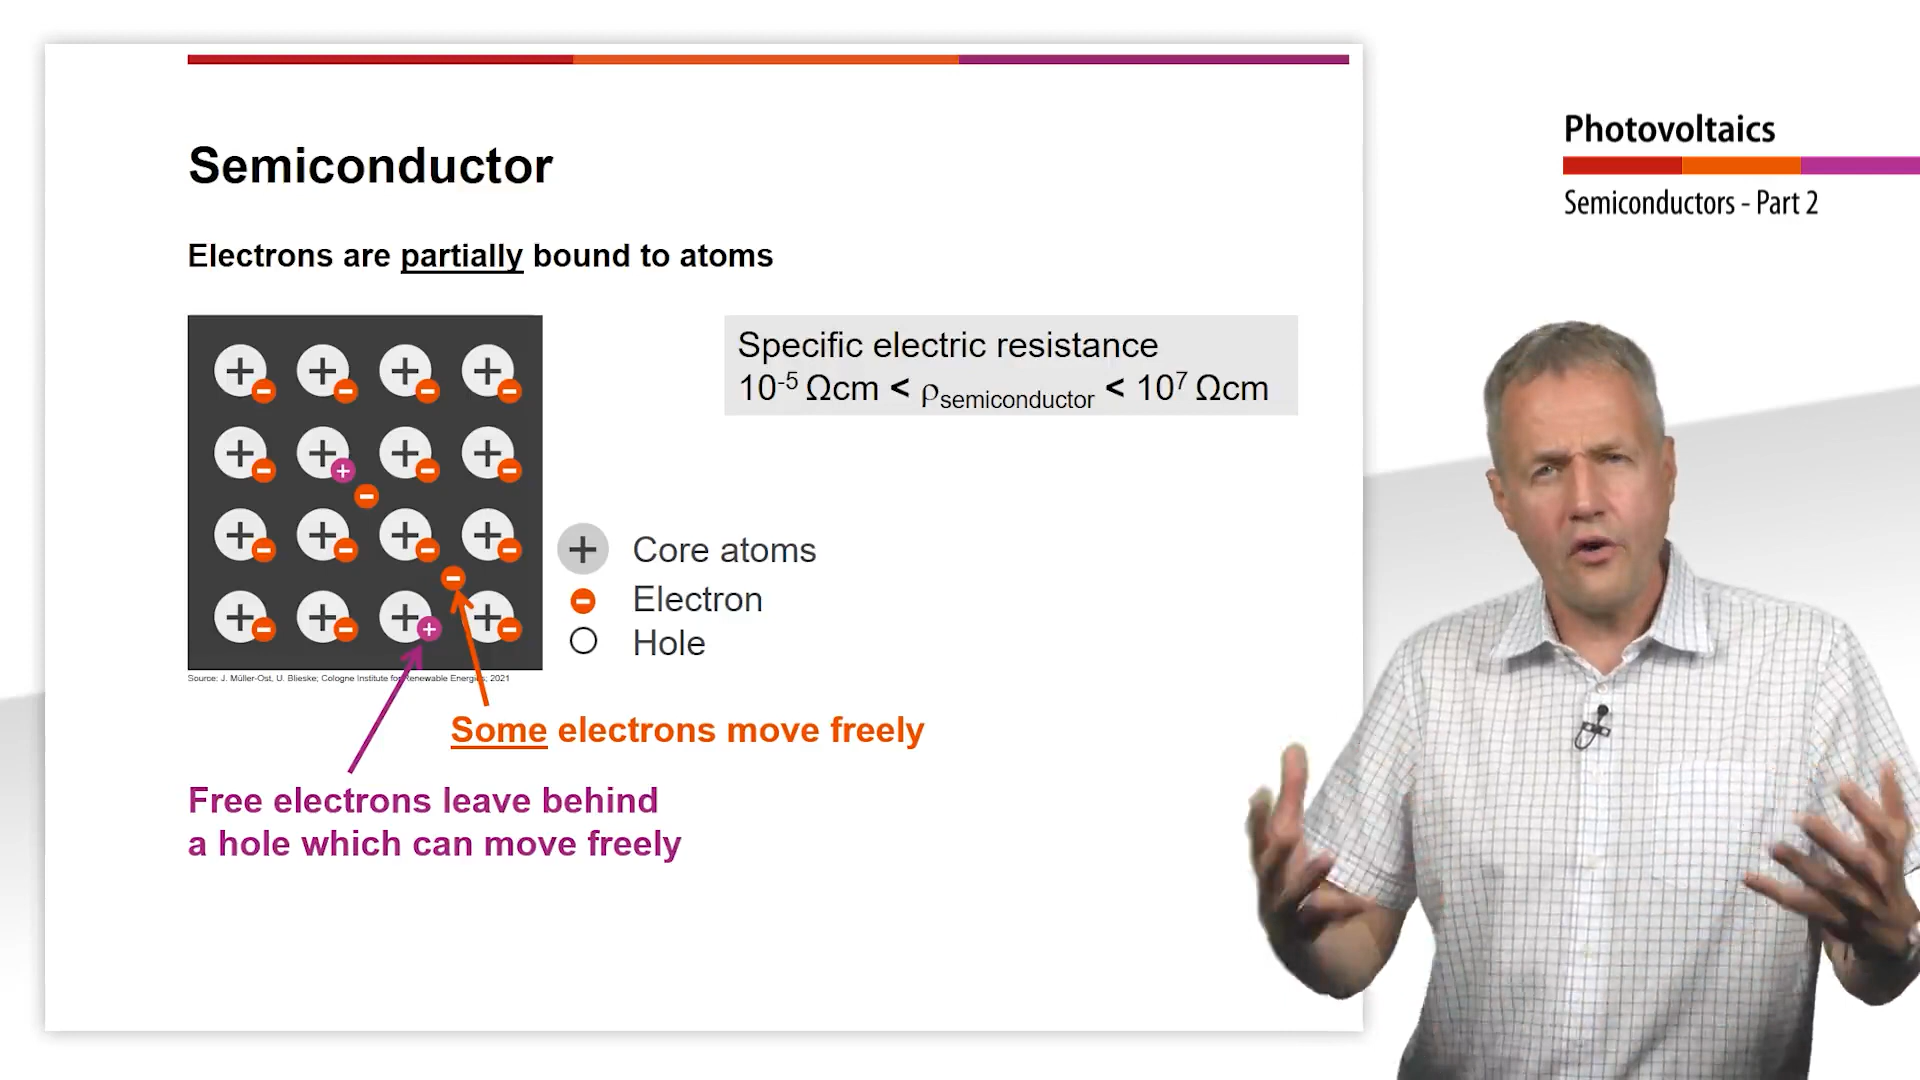 Photovoltaics
Semiconductors - Part 2
Semiconductor
Electrons are partially bound to atoms
Specific electric resistance
10⁻⁵ Ωcm < ρsemiconductor < 10⁷ Ωcm
Core atoms
Electron
Hole
Source: J. Müller-Ost, U. Blieske; Cologne Institute for Renewable Energies; 2021
Some electrons move freely
Free electrons leave behind
a hole which can move freely